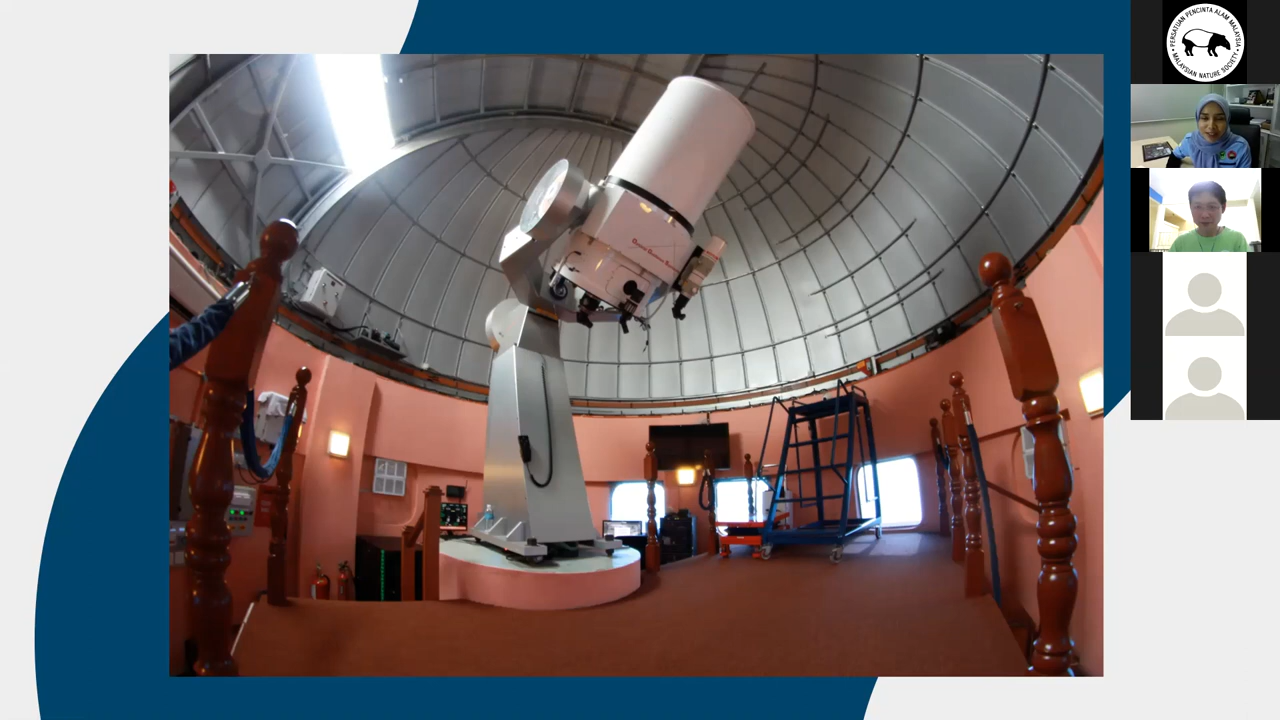 PERSATUAN PENCINTA ALAM MALAYSIA
MALAYSIAN NATURE SOCIETY